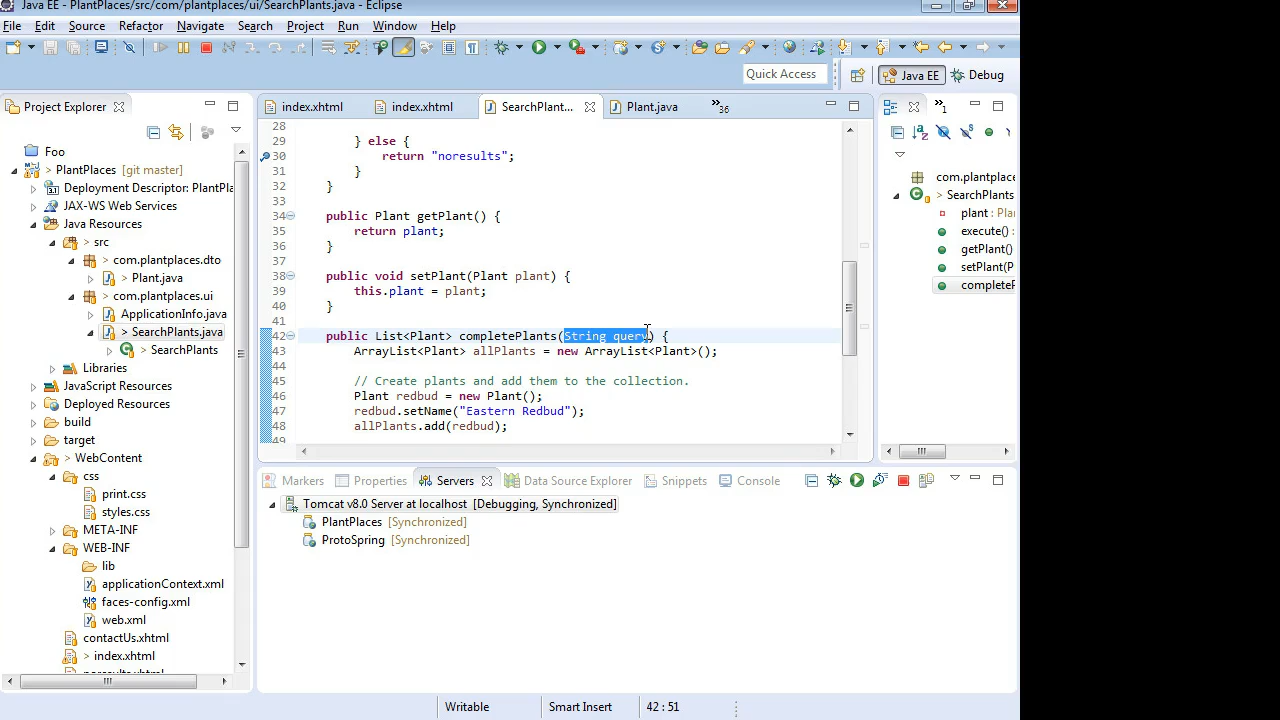 Java EE - PlantPlaces/src/com/plantplaces/ui/SearchPlants.java - Eclipse
File Edit Source Refactor Navigate Search Project Run Window Help
Quick Access
Java EE
Debug
Project Explorer
Foo
> PlantPlaces [git master]
Deployment Descriptor: PlantPla
JAX-WS Web Services
Java Resources
> src
> com.plantplaces.dto
> Plant.java
> com.plantplaces.ui
ApplicationInfo.java
> SearchPlants.java
> SearchPlants
Libraries
JavaScript Resources
Deployed Resources
build
target
> WebContent
css
print.css
styles.css
META-INF
WEB-INF
lib
applicationContext.xml
faces-config.xml
web.xml
contactUs.xhtml
> index.xhtml
noresults.xhtml
index.xhtml
index.xhtml
SearchPlant...
Plant.java
»36
28
29 } else {
30 return "noresults";
31 }
32 }
33
34 public Plant getPlant() {
35 return plant;
36 }
37
38 public void setPlant(Plant plant) {
39 this.plant = plant;
40 }
41
42 public List<Plant> completePlants(String query) {
43 ArrayList<Plant> allPlants = new ArrayList<Plant>();
44
45 // Create plants and add them to the collection.
46 Plant redbud = new Plant();
47 redbud.setName("Eastern Redbud");
48 allPlants.add(redbud);
49
»1
com.plantplaces
> SearchPlants
plant : Plan
execute() :
getPlant()
setPlant(P
completeP
Markers
Properties
Servers
Data Source Explorer
Snippets
Console
Tomcat v8.0 Server at localhost [Debugging, Synchronized]
PlantPlaces [Synchronized]
ProtoSpring [Synchronized]
Writable
Smart Insert
42 : 51